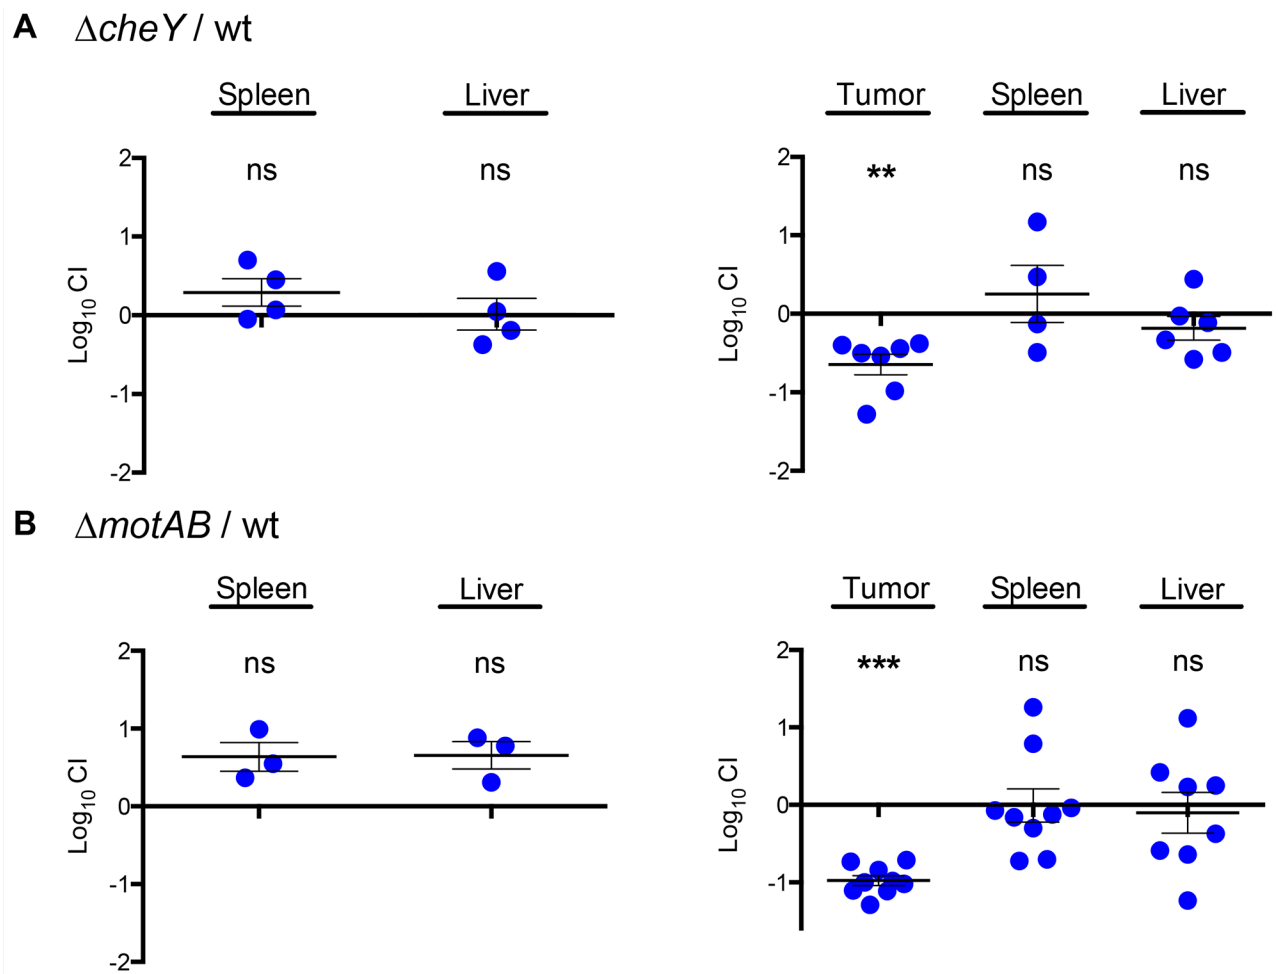 A ΔcheY / wt
Spleen Liver
ns ns
2
1
0
-1
-2
Log10 CI
Tumor Spleen Liver
** ns ns
2
1
0
-1
-2
Log10 CI
B ΔmotAB / wt
Spleen Liver
ns ns
2
1
0
-1
-2
Log10 CI
Tumor Spleen Liver
*** ns ns
2
1
0
-1
Log10 CI